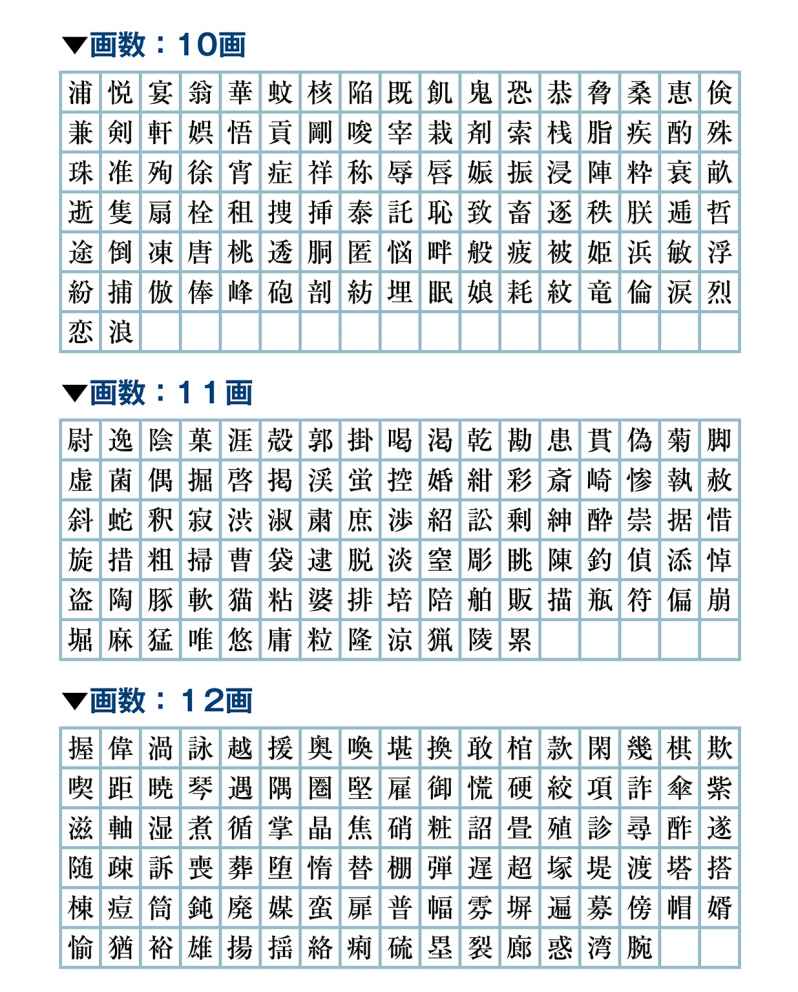 ▼画数：10画
浦悦宴翁華蚊核陥既飢鬼恐恭脅桑恵倹
兼剣軒娯悟貢剛唆宰栽剤索桟脂疾酌殊
珠准殉徐宵症祥称辱唇娠振浸陣粋衰畝
逝隻扇栓租捜挿泰託恥致畜逐秩朕逓哲
途倒凍唐桃透胴匿悩畔般疲被姫浜敏浮
紛捕倣俸峰砲剖紡埋眠娘耗紋竜倫涙烈
恋浪
▼画数：11画
尉逸陰菓涯殻郭掛喝渇乾勘患貫偽菊脚
虚菌偶掘啓掲渓蛍控婚紺彩斎崎惨執赦
斜蛇釈寂渋淑粛庶渉紹訟剰紳酔崇据惜
旋措粗掃曹袋逮脱淡窒彫眺陳釣偵添悼
盗陶豚軟猫粘婆排培陪舶販描瓶符偏崩
堀麻猛唯悠庸粒隆涼猟陵累
▼画数：12画
握偉渦詠越援奥喚堪換敢棺款閑幾棋欺
喫距暁琴遇隅圏堅雇御慌硬絞項詐傘紫
滋軸湿煮循掌晶焦硝粧詔畳殖診尋酢遂
随疎訴喪葬堕惰替棚弾遅超塚堤渡塔搭
棟痘筒鈍廃媒蛮扉普幅雰塀遍募傍帽婿
愉猶裕雄揚揺絡痢硫塁裂廊惑湾腕